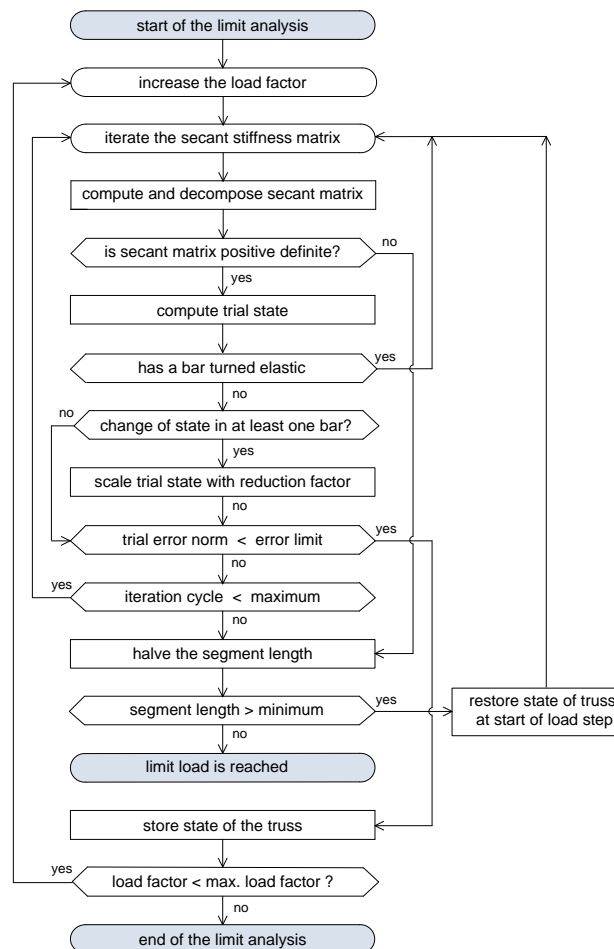 start of the limit analysis
increase the load factor
iterate the secant stiffness matrix
compute and decompose secant matrix
is secant matrix positive definite?
no
yes
compute trial state
has a bar turned elastic
yes
no
no
change of state in at least one bar?
yes
scale trial state with reduction factor
no
trial error norm < error limit
yes
no
yes
iteration cycle < maximum
no
halve the segment length
segment length > minimum
yes
restore state of truss
at start of load step
no
limit load is reached
store state of the truss
yes
load factor < max. load factor ?
no
end of the limit analysis